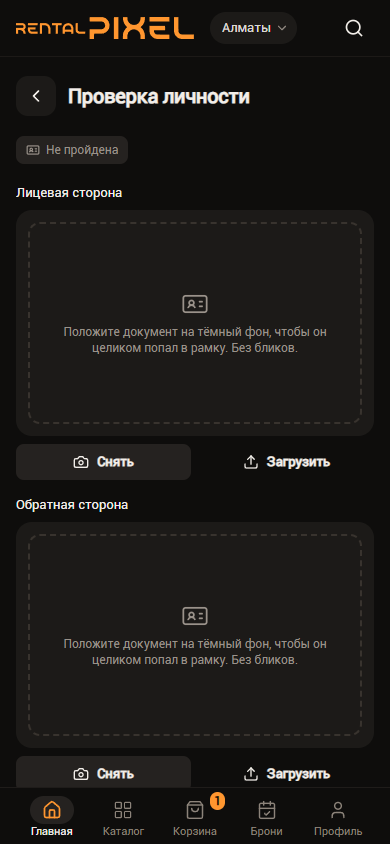 RENTAL PIXEL
Алматы
Проверка личности
Не пройдена
Лицевая сторона
Положите документ на тёмный фон, чтобы он
целиком попал в рамку. Без бликов.
Снять
Загрузить
Обратная сторона
Положите документ на тёмный фон, чтобы он
целиком попал в рамку. Без бликов.
Снять
Загрузить
1
Главная
Каталог
Корзина
Брони
Профиль